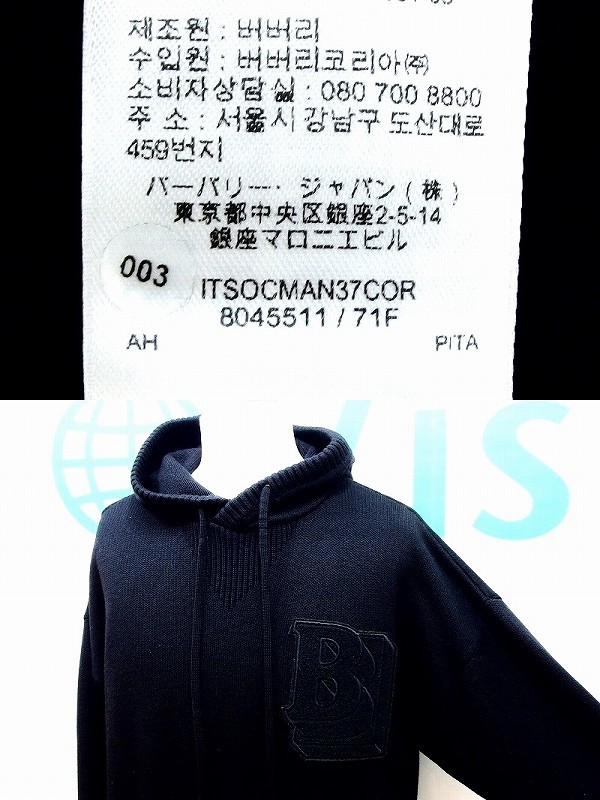 제조원 : 버버리
수입원 : 버버리코리아㈜
소비자상담실 : 080 700 8800
주 소 : 서울시 강남구 도산대로
459번지
バーバリー・ジャパン(株)
東京都中央区銀座2-5-14
銀座マロニエビル
003
ITSOCMAN37COR
8045511 / 71F
AH
PITA
VIS
B